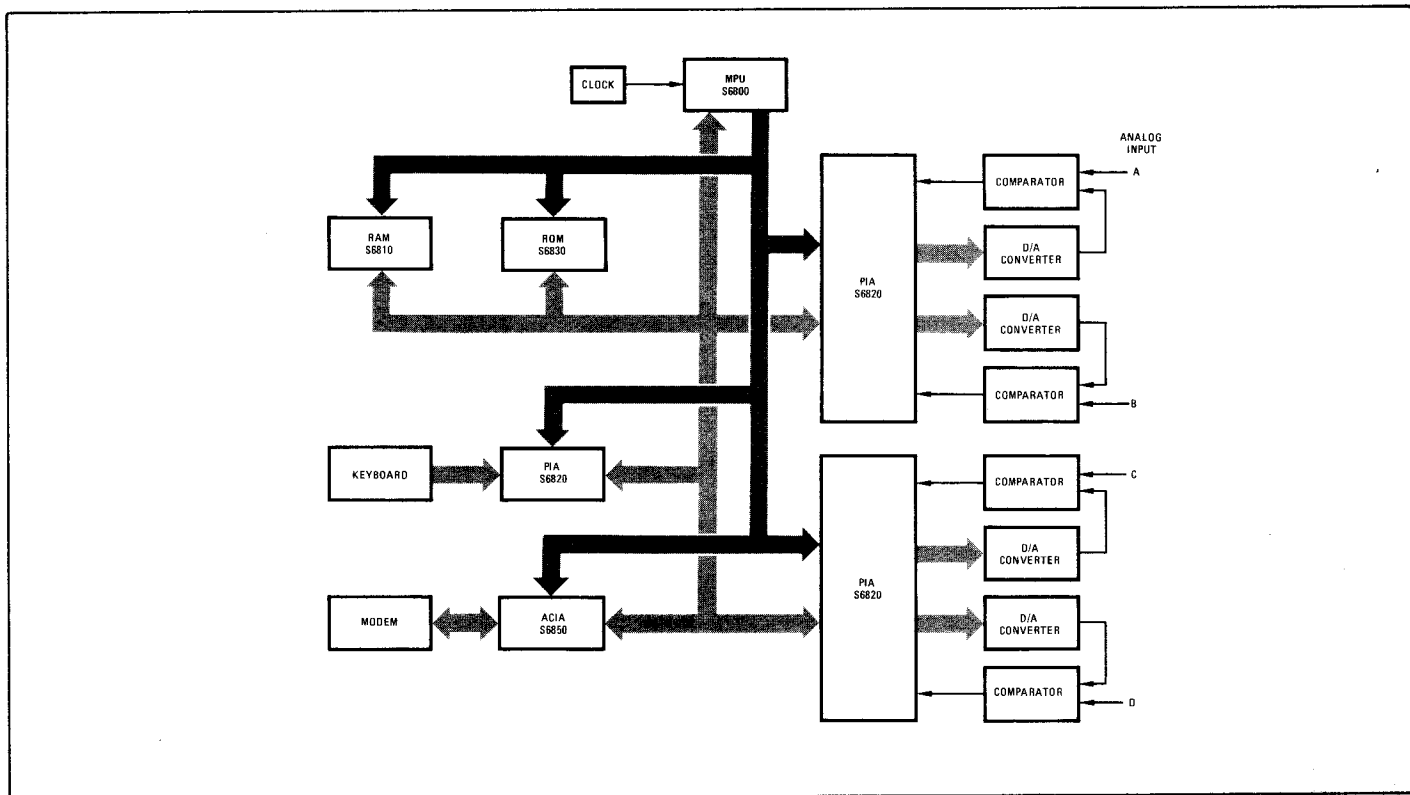 CLOCK
MPU
S6800
ANALOG
INPUT
RAM
S6810
ROM
S6830
PIA
S6820
COMPARATOR
A
D/A
CONVERTER
D/A
CONVERTER
COMPARATOR
B
KEYBOARD
PIA
S6820
MODEM
ACIA
S6850
PIA
S6820
COMPARATOR
C
D/A
CONVERTER
D/A
CONVERTER
COMPARATOR
D